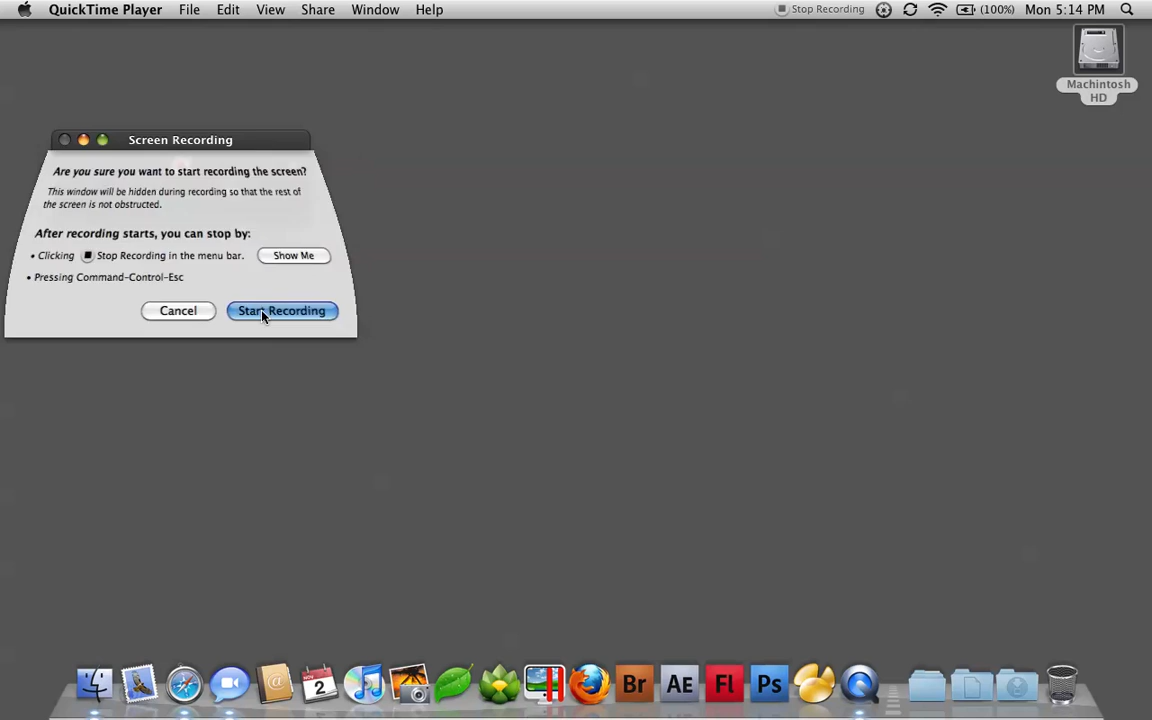 QuickTime Player File Edit View Share Window Help Stop Recording (100%) Mon 5:14 PM
Machintosh
HD
Screen Recording
Are you sure you want to start recording the screen?
This window will be hidden during recording so that the rest of
the screen is not obstructed.
After recording starts, you can stop by:
• Clicking Stop Recording in the menu bar. Show Me
• Pressing Command-Control-Esc
Cancel Start Recording
NOV
2
Br AE Fl Ps